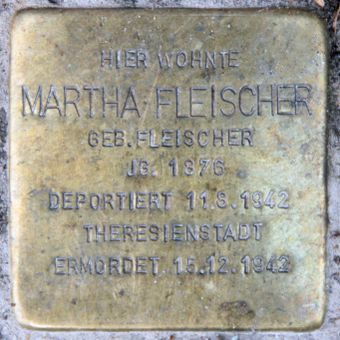 HIER WOHNTE
MARTHA FLEISCHER
GEB. FLEISCHER
JG. 1876
DEPORTIERT 11.8.1942
THERESIENSTADT
ERMORDET 15.12.1942